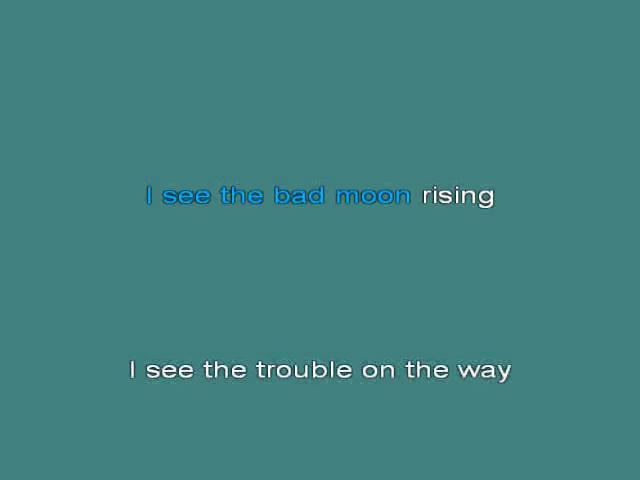 I see the bad moon rising
I see the trouble on the way